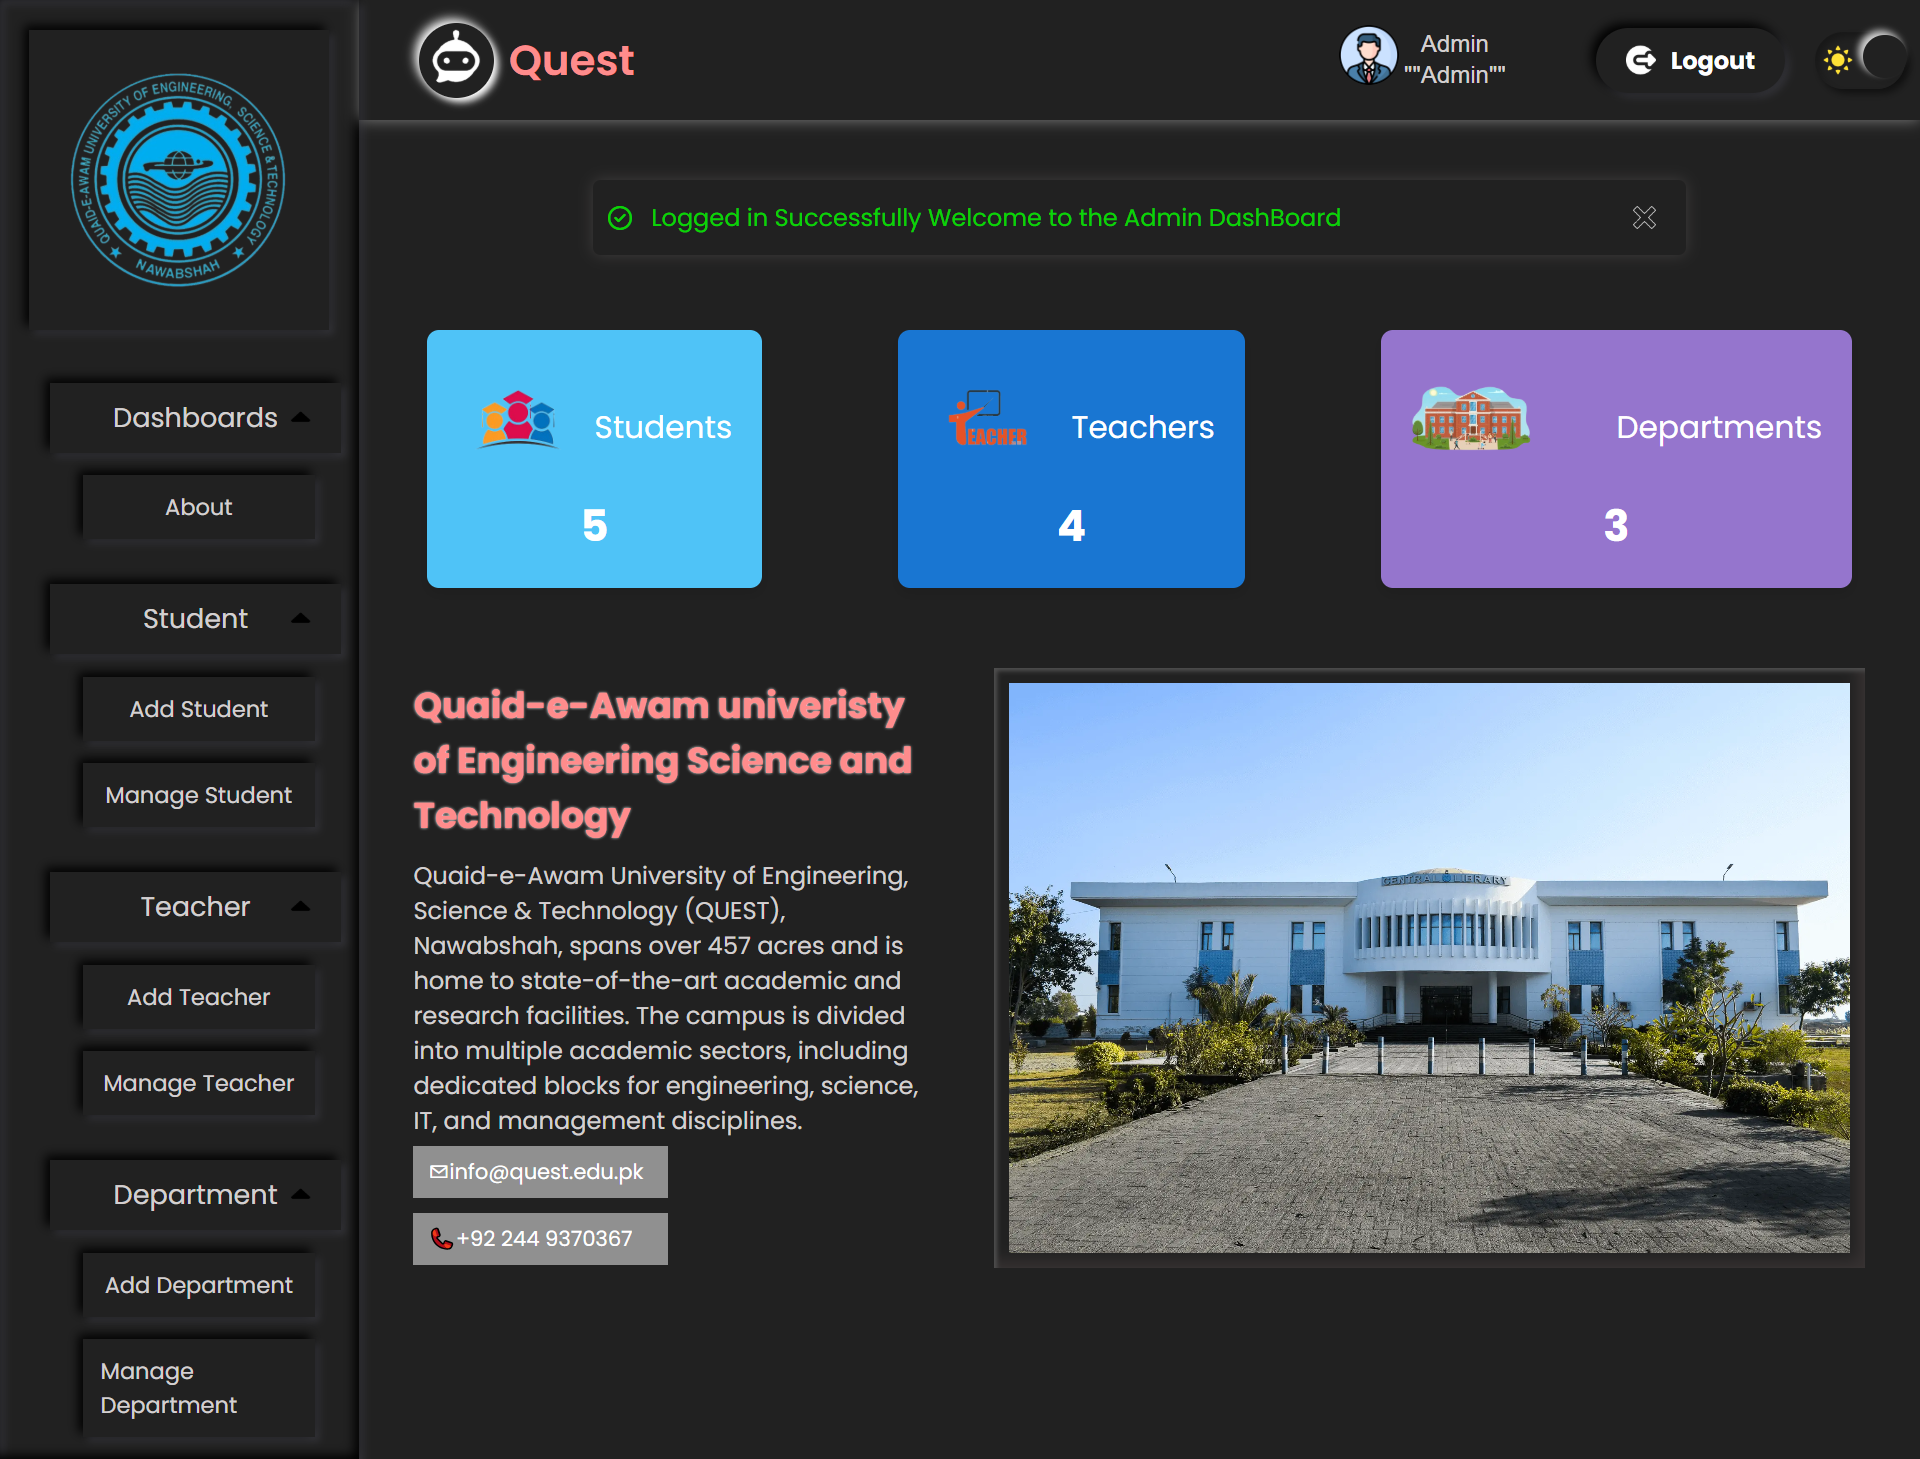 QUAID-E-AWAM UNIVERSITY OF ENGINEERING, SCIENCE & TECHNOLOGY
NAWABSHAH
Quest
Admin
""Admin""
Logout
Logged in Successfully Welcome to the Admin DashBoard
Dashboards
About
Student
Add Student
Manage Student
Teacher
Add Teacher
Manage Teacher
Department
Add Department
Manage
Department
Students
5
TEACHER
Teachers
4
Departments
3
Quaid-e-Awam univeristy
of Engineering Science and
Technology
Quaid-e-Awam University of Engineering,
Science & Technology (QUEST),
Nawabshah, spans over 457 acres and is
home to state-of-the-art academic and
research facilities. The campus is divided
into multiple academic sectors, including
dedicated blocks for engineering, science,
IT, and management disciplines.
info@quest.edu.pk
+92 244 9370367
CENTRAL LIBRARY